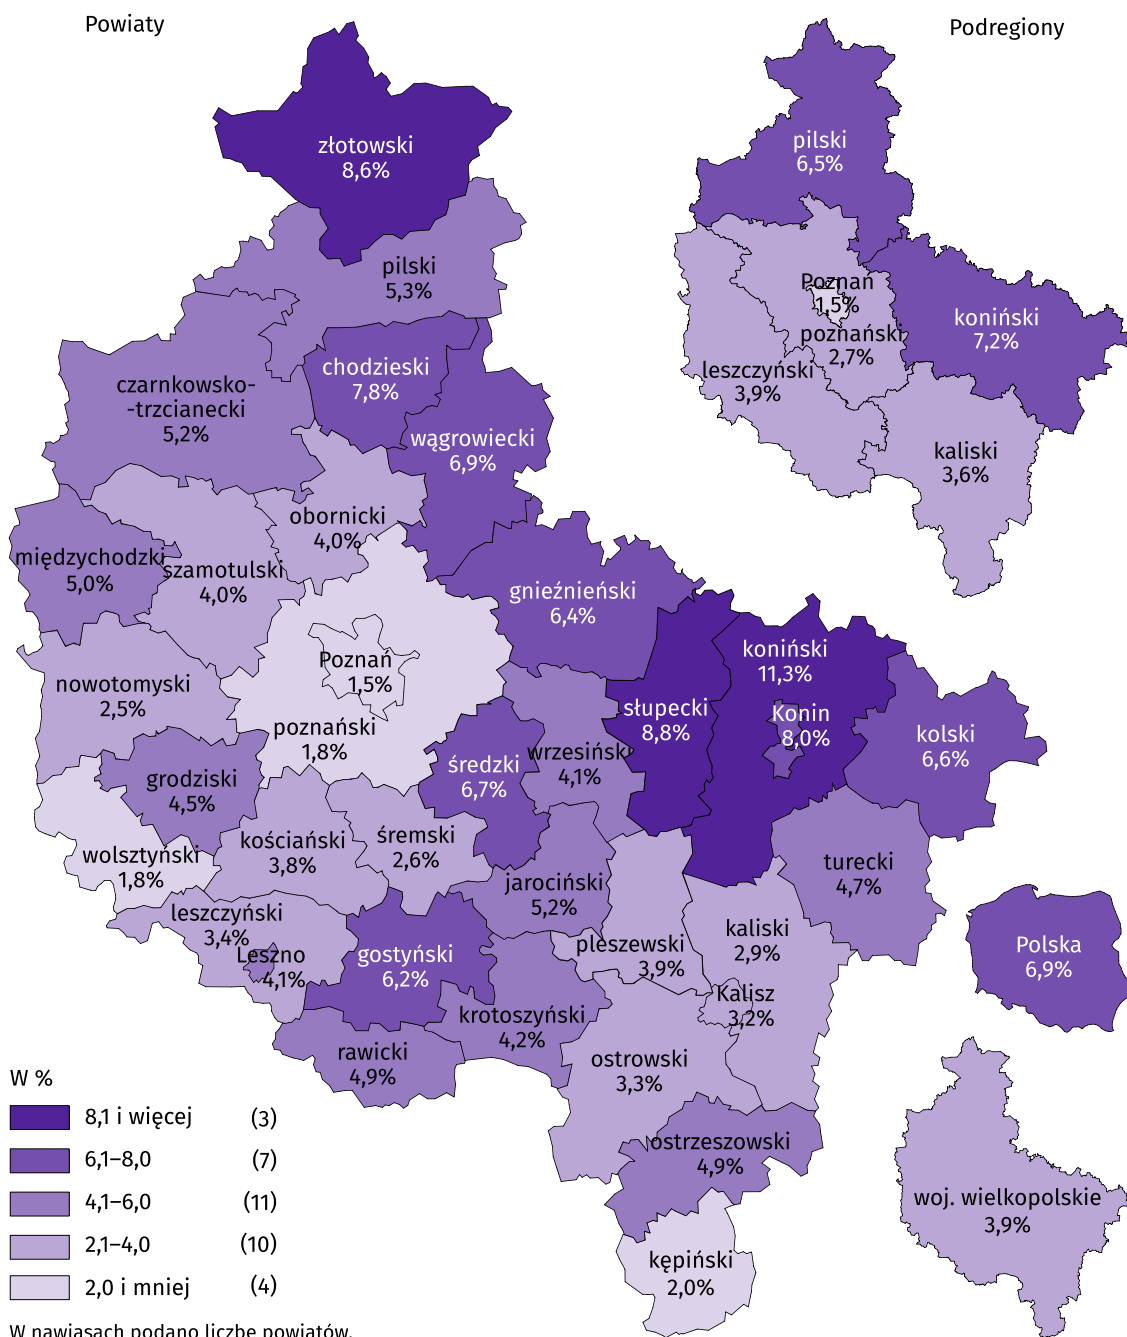 Powiaty
Podregiony
złotowski
8,6%
pilski
5,3%
chodzieski
7,8%
czarnkowsko-
-trzcianecki
5,2%
wągrowiecki
6,9%
obornicki
4,0%
międzychodzki
5,0%
szamotulski
4,0%
gnieźnieński
6,4%
Poznań
1,5%
nowotomyski
2,5%
poznański
1,8%
koniński
11,3%
słupecki
8,8%
Konin
8,0%
kolski
6,6%
wrzesiński
4,1%
średzki
6,7%
grodziski
4,5%
kościański
3,8%
śremski
2,6%
wolsztyński
1,8%
turecki
4,7%
jarociński
5,2%
leszczyński
3,4%
Leszno
4,1%
gostyński
6,2%
pleszewski
3,9%
kaliski
2,9%
Kalisz
3,2%
krotoszyński
4,2%
rawicki
4,9%
ostrowski
3,3%
ostrzeszowski
4,9%
kępiński
2,0%
pilski
6,5%
Poznań
1,5%
poznański
2,7%
koniński
7,2%
leszczyński
3,9%
kaliski
3,6%
Polska
6,9%
woj. wielkopolskie
3,9%
W %
8,1 i więcej (3)
6,1–8,0 (7)
4,1–6,0 (11)
2,1–4,0 (10)
2,0 i mniej (4)
W nawiasach podano liczbę powiatów.